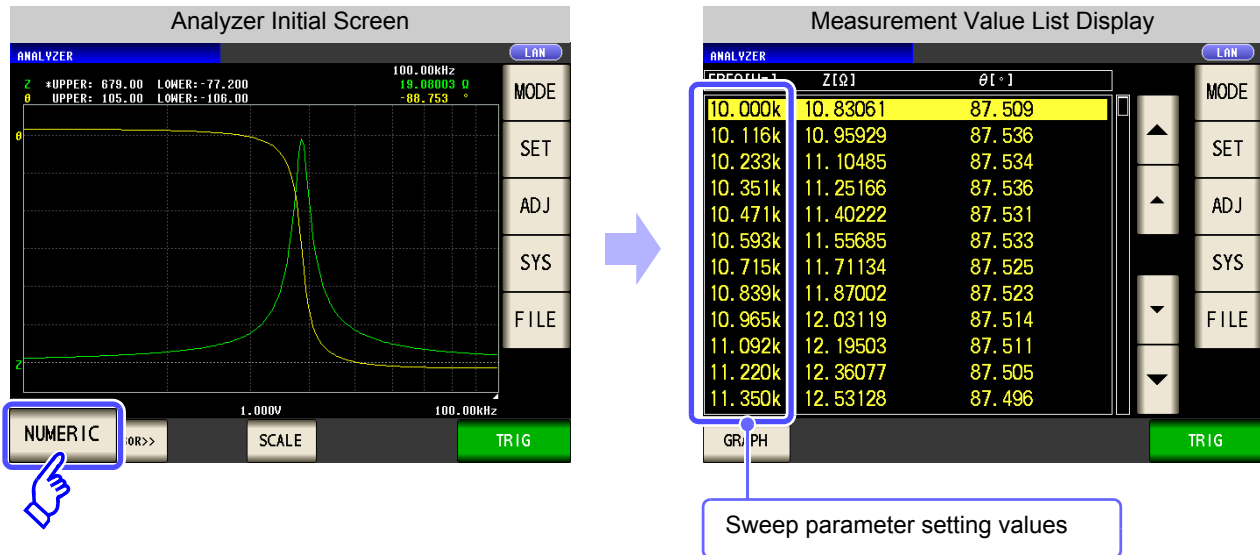 Analyzer Initial Screen
ANALYZER
LAN
100.00kHz
Z *UPPER: 679.00 LOWER:-77.200 19.08003 Ω
θ UPPER: 105.00 LOWER:-106.00 -88.753 °
θ
Z
1.000V 100.00kHz
MODE
SET
ADJ
SYS
FILE
NUMERIC
SCALE
TRIG
Measurement Value List Display
ANALYZER
LAN
Z[Ω] θ[°]
10.000k 10.83061 87.509
10.116k 10.95929 87.536
10.233k 11.10485 87.534
10.351k 11.25166 87.536
10.471k 11.40222 87.531
10.593k 11.55685 87.533
10.715k 11.71134 87.525
10.839k 11.87002 87.523
10.965k 12.03119 87.514
11.092k 12.19503 87.511
11.220k 12.36077 87.505
11.350k 12.53128 87.496
MODE
SET
ADJ
SYS
FILE
GRAPH
TRIG
Sweep parameter setting values